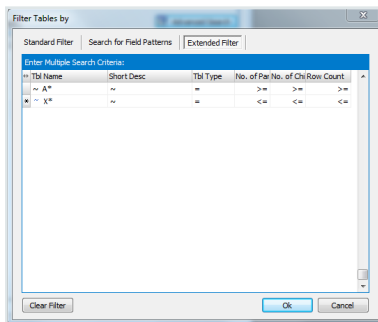 Filter Tables by
Standard Filter Search for Field Patterns Extended Filter
Enter Multiple Search Criteria:
Tbl Name Short Desc Tbl Type No. of Par No. of Chi Row Count
~ A* ~ = >= >= >=
* ~ X* ~ = <= <= <=
Clear Filter Ok Cancel